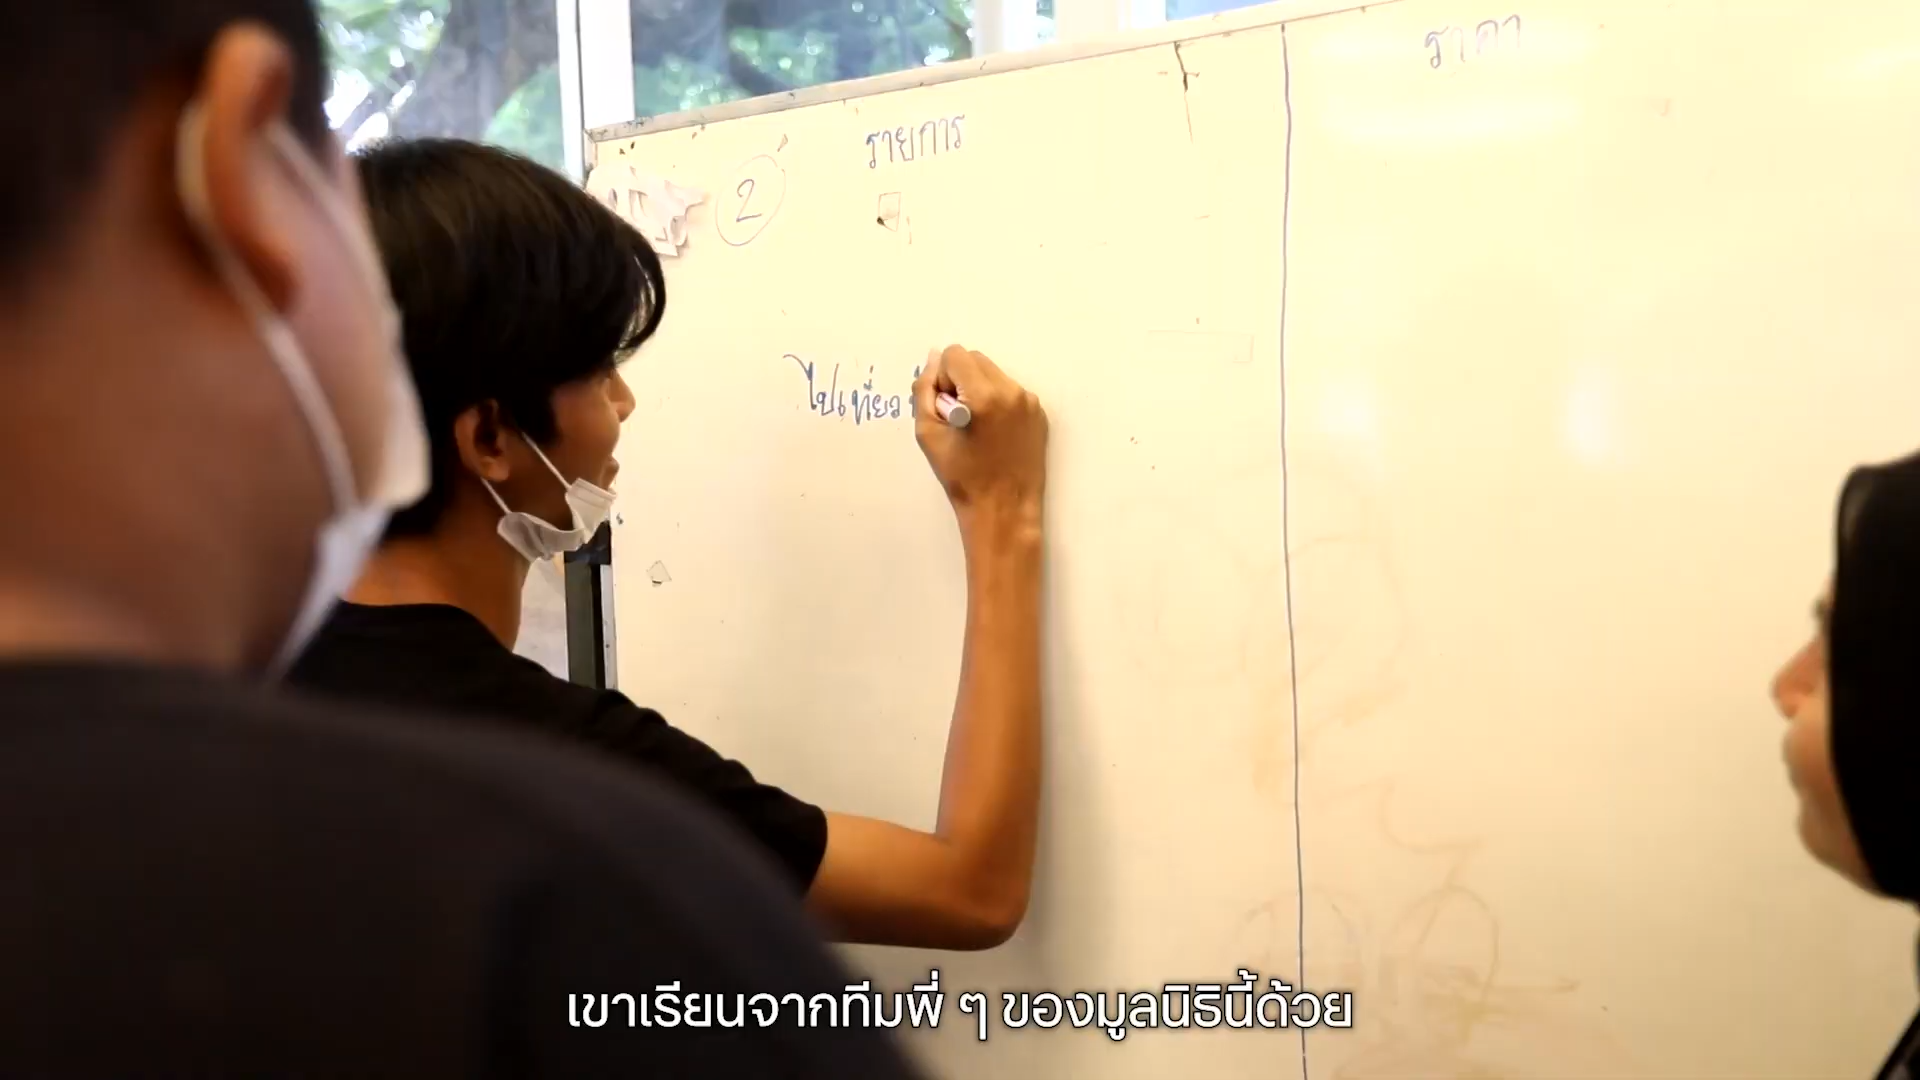 ราคา
รายการ
2
ไปเที่ยว
เขาเรียนจากทีมพี่ ๆ ของมูลนิธินี้ด้วย